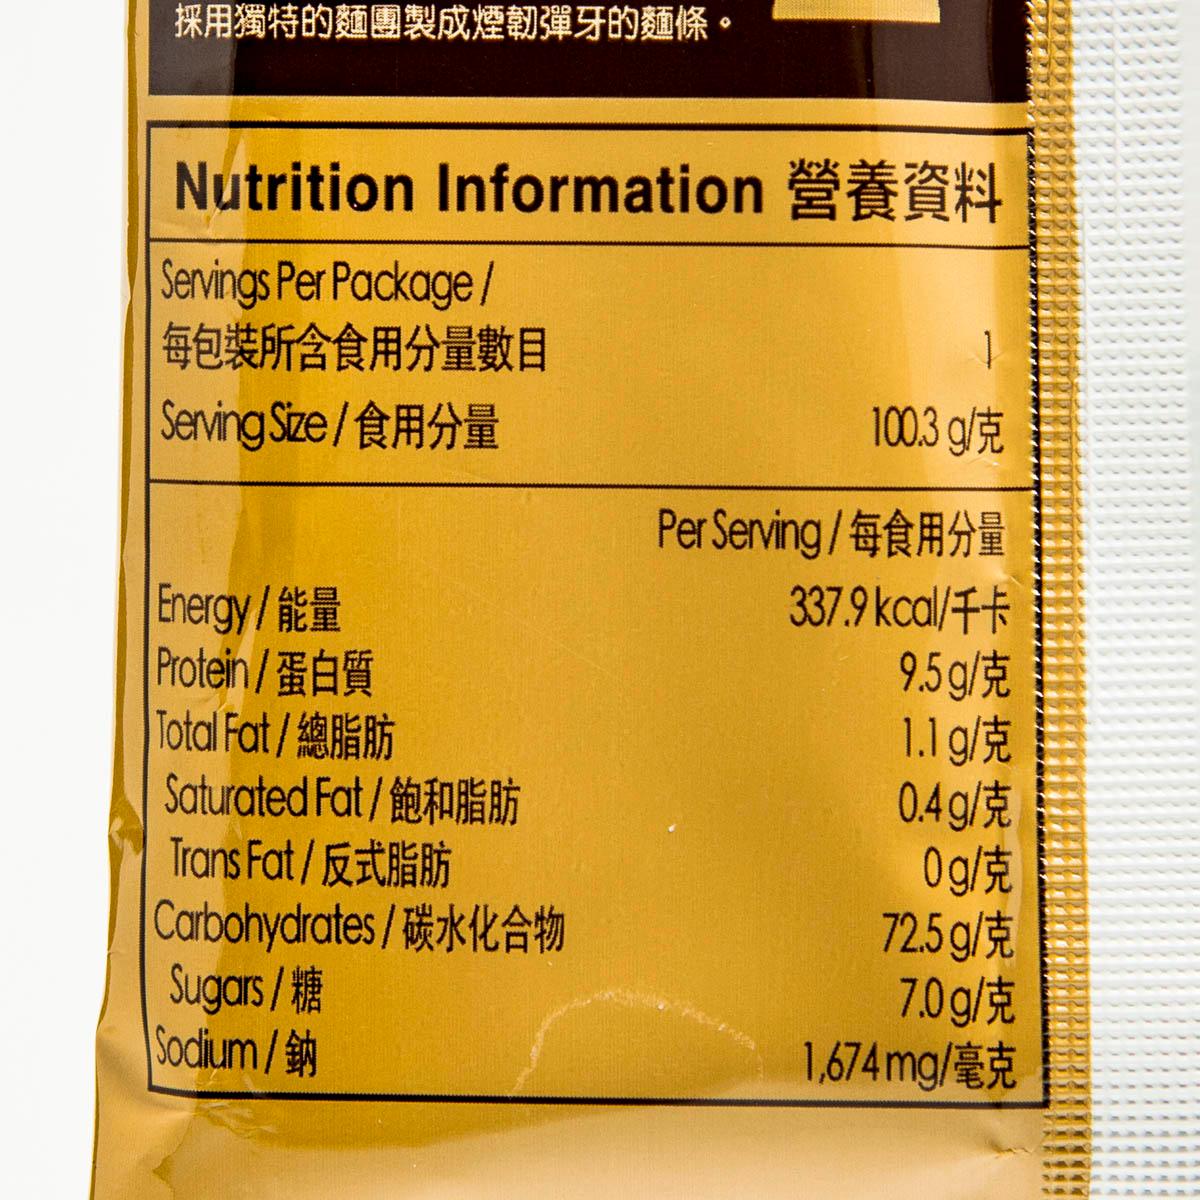 採用獨特的麵團製成煙韌彈牙的麵條。
Nutrition Information 營養資料
Servings Per Package /
每包裝所含食用分量數目 1
Serving Size / 食用分量 100.3 g/克
Per Serving / 每食用分量
Energy / 能量 337.9 kcal/千卡
Protein / 蛋白質 9.5 g/克
Total Fat / 總脂肪 1.1 g/克
Saturated Fat / 飽和脂肪 0.4 g/克
Trans Fat / 反式脂肪 0 g/克
Carbohydrates / 碳水化合物 72.5 g/克
Sugars / 糖 7.0 g/克
Sodium / 鈉 1,674 mg/毫克